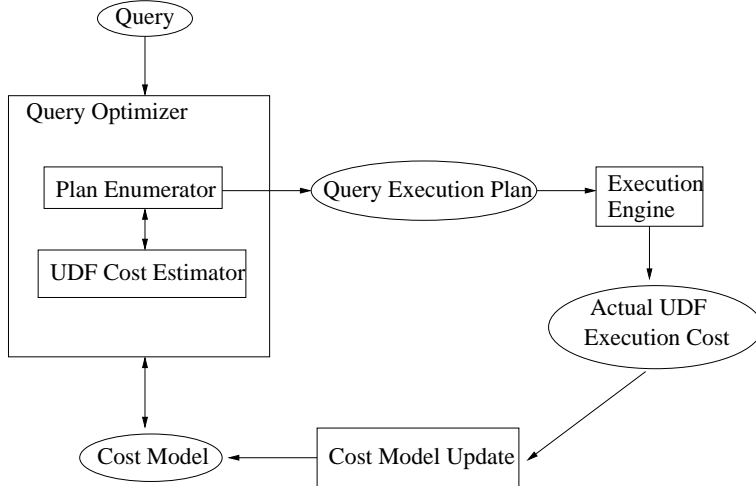 Query
Query Optimizer
Plan Enumerator
Query Execution Plan
Execution
Engine
UDF Cost Estimator
Actual UDF
Execution Cost
Cost Model
Cost Model Update